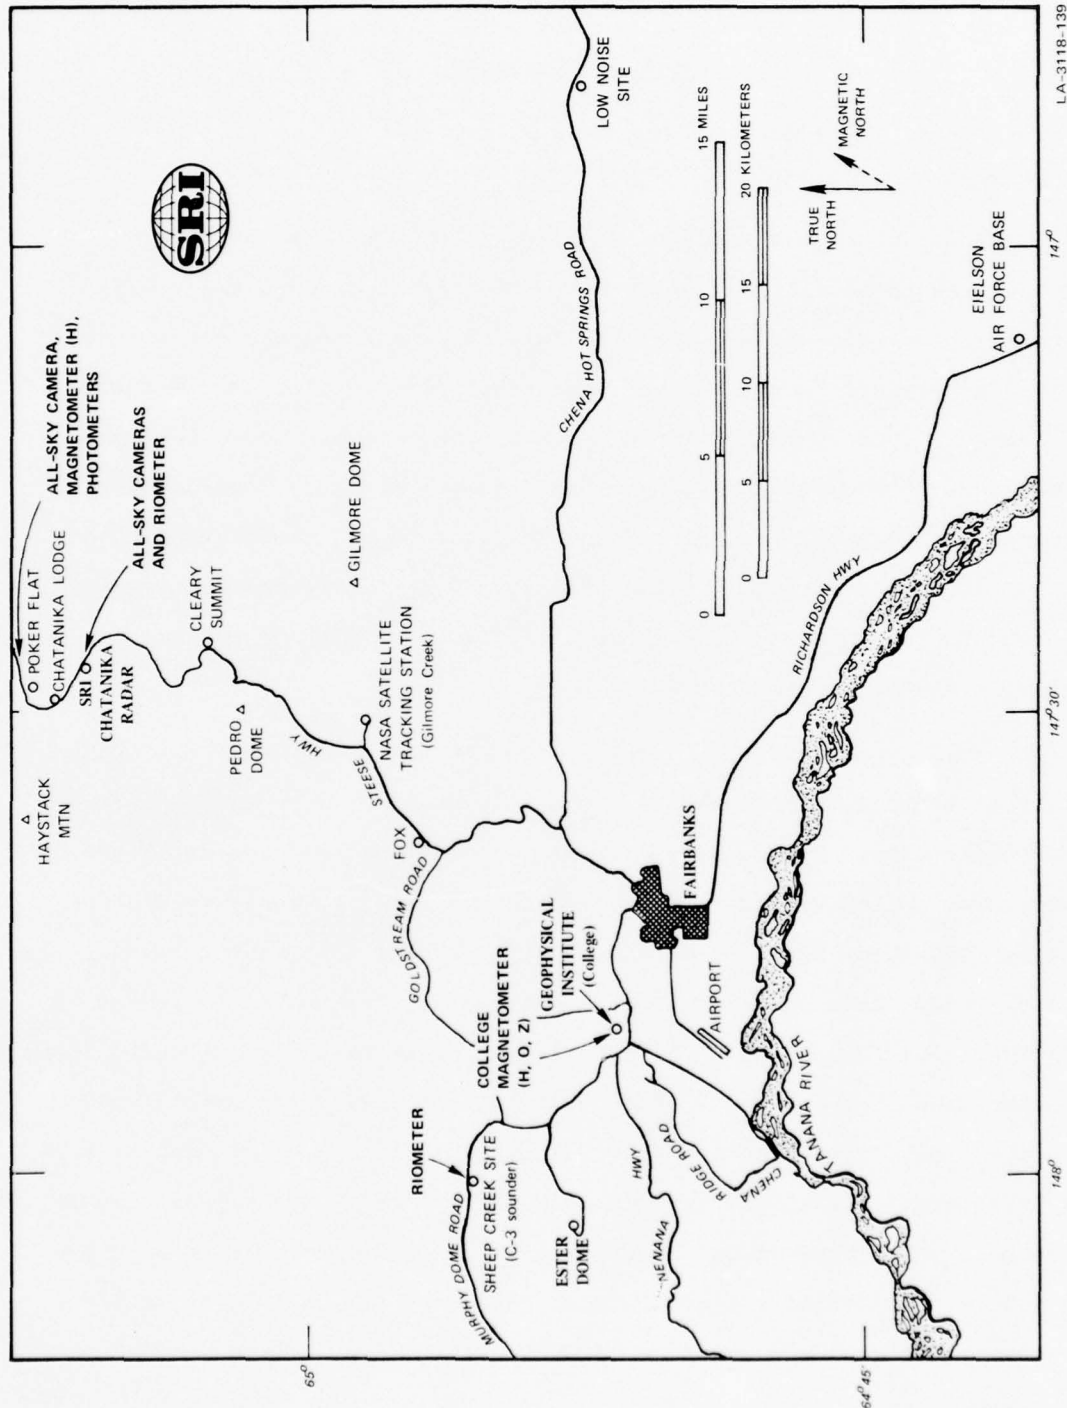 ALL-SKY CAMERA,
MAGNETOMETER (H),
PHOTOMETERS
POKER FLAT
CHATANIKA LODGE
HAYSTACK
MTN
SRI
CHATANIKA
RADAR
ALL-SKY CAMERAS
AND RIOMETER
SRI
CLEARY
SUMMIT
PEDRO
DOME
HWY
STEESE
NASA SATELLITE
TRACKING STATION
(Gilmore Creek)
GILMORE DOME
65°
FOX
GOLDSTREAM ROAD
RIOMETER
MURPHY DOME ROAD
SHEEP CREEK SITE
(C-3 sounder)
COLLEGE
MAGNETOMETER
(H, O, Z)
GEOPHYSICAL
INSTITUTE
(College)
ESTER
DOME
CHENA HOT SPRINGS ROAD
LOW NOISE
SITE
FAIRBANKS
AIRPORT
HWY
NENANA
RIDGE ROAD
CHENA
TANANA RIVER
RICHARDSON HWY
0
5
10
15 MILES
0
5
10
15
20 KILOMETERS
TRUE
NORTH
MAGNETIC
NORTH
EIELSON
AIR FORCE BASE
64°45'
148°
147°30'
147°
LA-3118-139